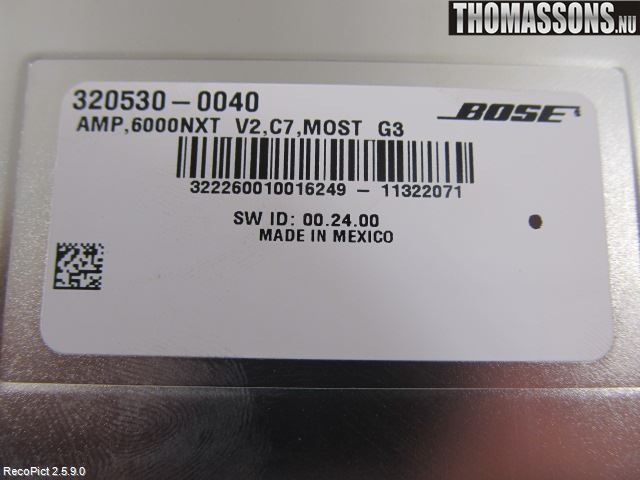 THOMASSONS.NU
320530-0040
BOSE
AMP,6000NXT V2,C7,MOST G3
322260010016249 - 11322071
SW ID: 00.24.00
MADE IN MEXICO
RecoPict 2.5.9.0